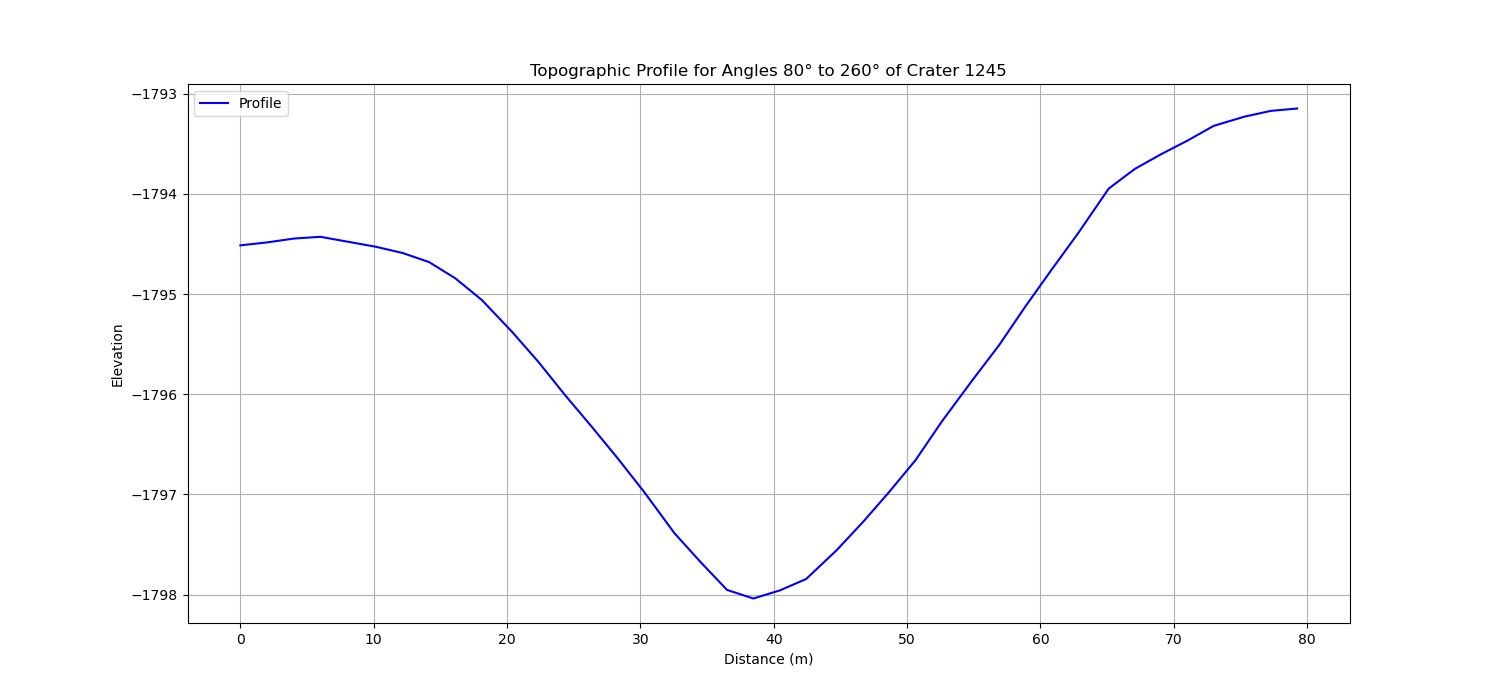 Topographic Profile for Angles 80° to 260° of Crater 1245
Profile
−1793
−1794
−1795
−1796
−1797
−1798
Elevation
0 10 20 30 40 50 60 70 80
Distance (m)